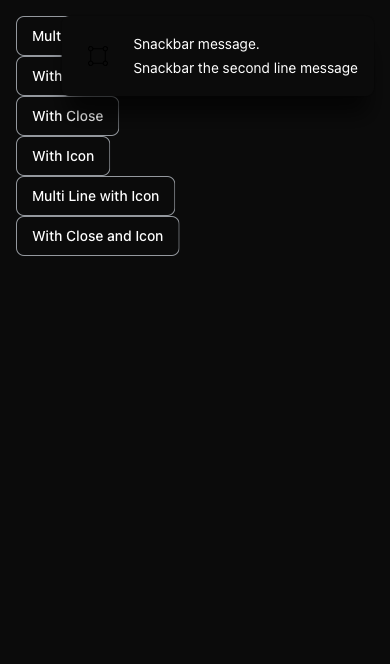 Mult
Snackbar message.
Snackbar the second line message
With
With Close
With Icon
Multi Line with Icon
With Close and Icon